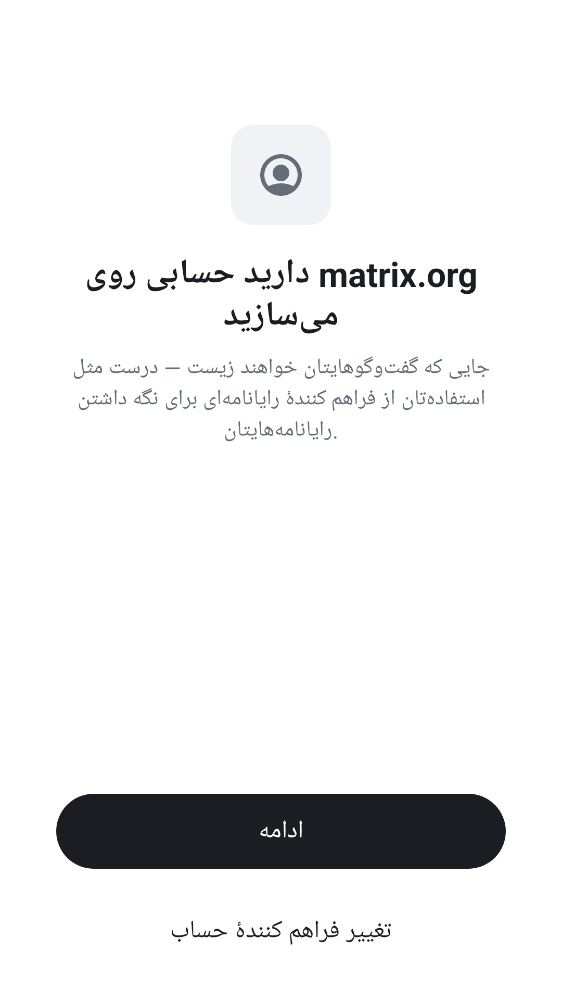 دارید حسابی روی matrix.org
می‌سازید
جایی که گفت‌وگوهایتان خواهند زیست — درست مثل
استفاده‌تان از فراهم کنندهٔ رایانامه‌ای برای نگه داشتن
رایانامه‌هایتان.
ادامه
تغییر فراهم کنندهٔ حساب